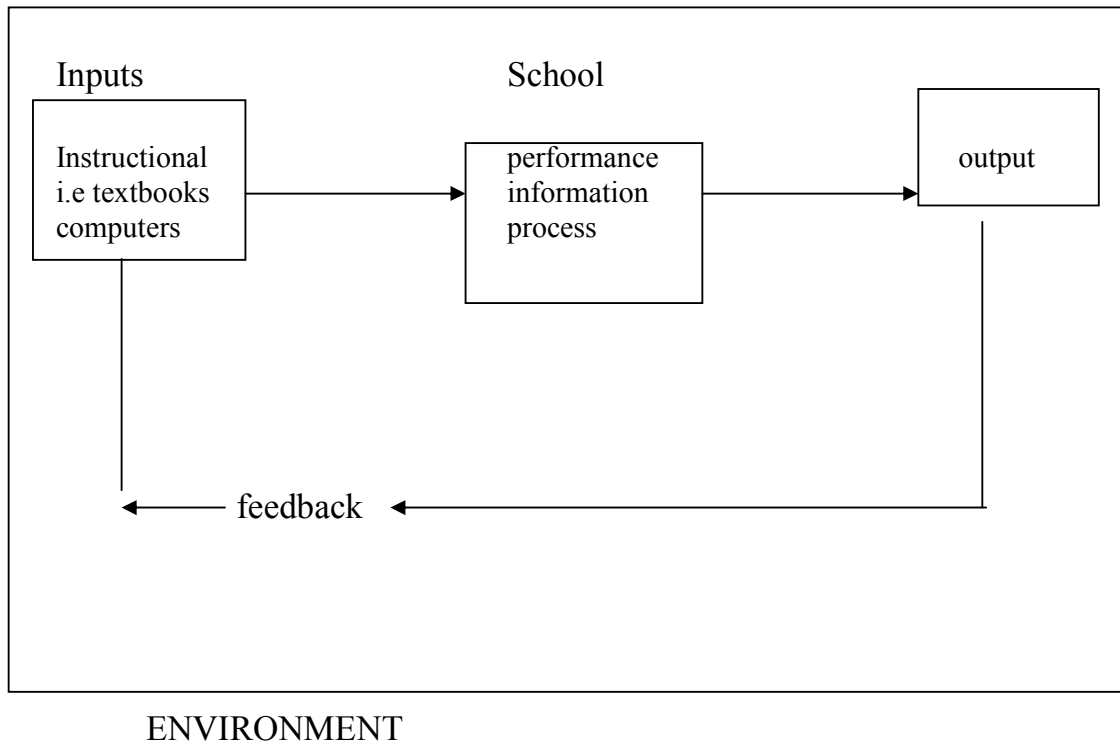 Inputs
Instructional
i.e textbooks
computers
School
performance
information
process
output
feedback
ENVIRONMENT